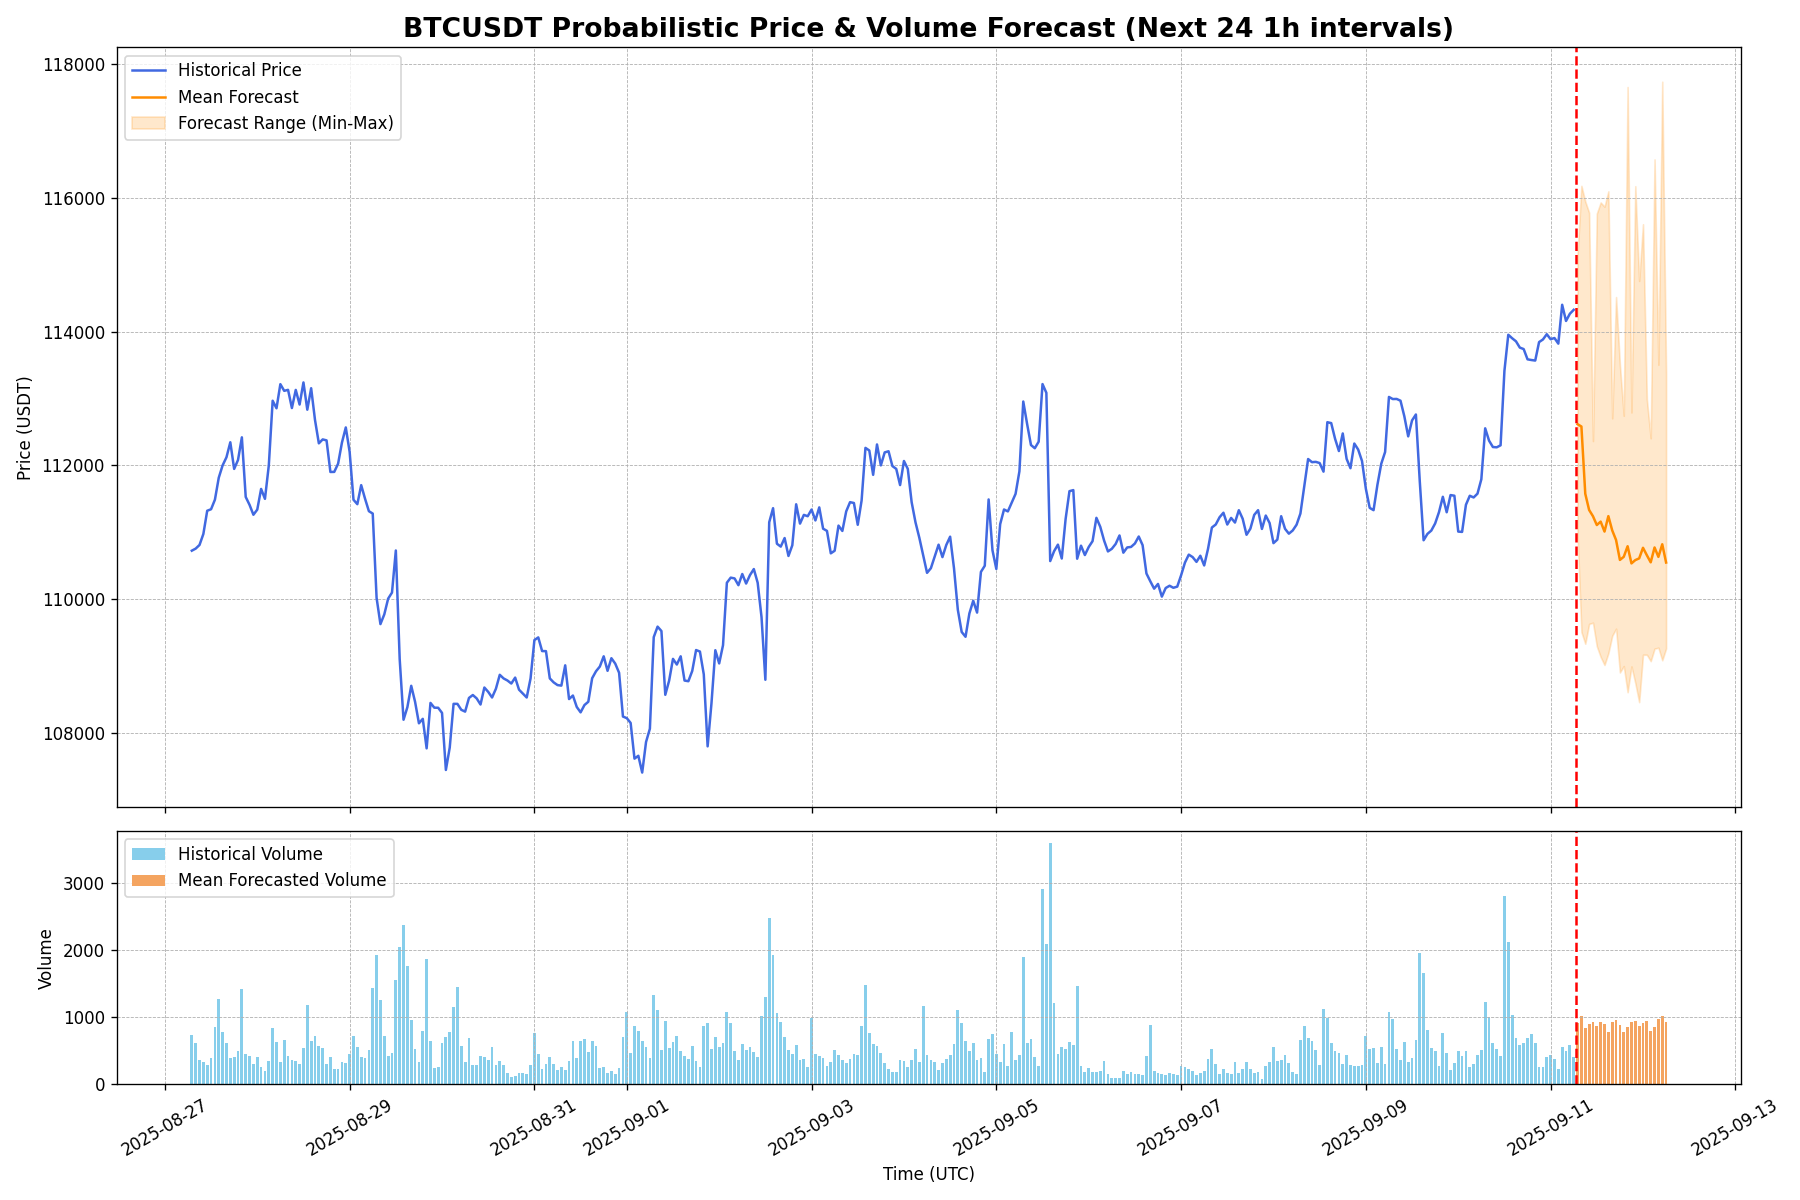 BTCUSDT Probabilistic Price & Volume Forecast (Next 24 1h intervals)
Historical Price
Mean Forecast
Forecast Range (Min-Max)
118000
116000
114000
112000
110000
108000
Price (USDT)
Historical Volume
Mean Forecasted Volume
3000
2000
1000
0
Volume
2025-08-27
2025-08-29
2025-08-31
2025-09-01
2025-09-03
2025-09-05
2025-09-07
2025-09-09
2025-09-11
2025-09-13
Time (UTC)